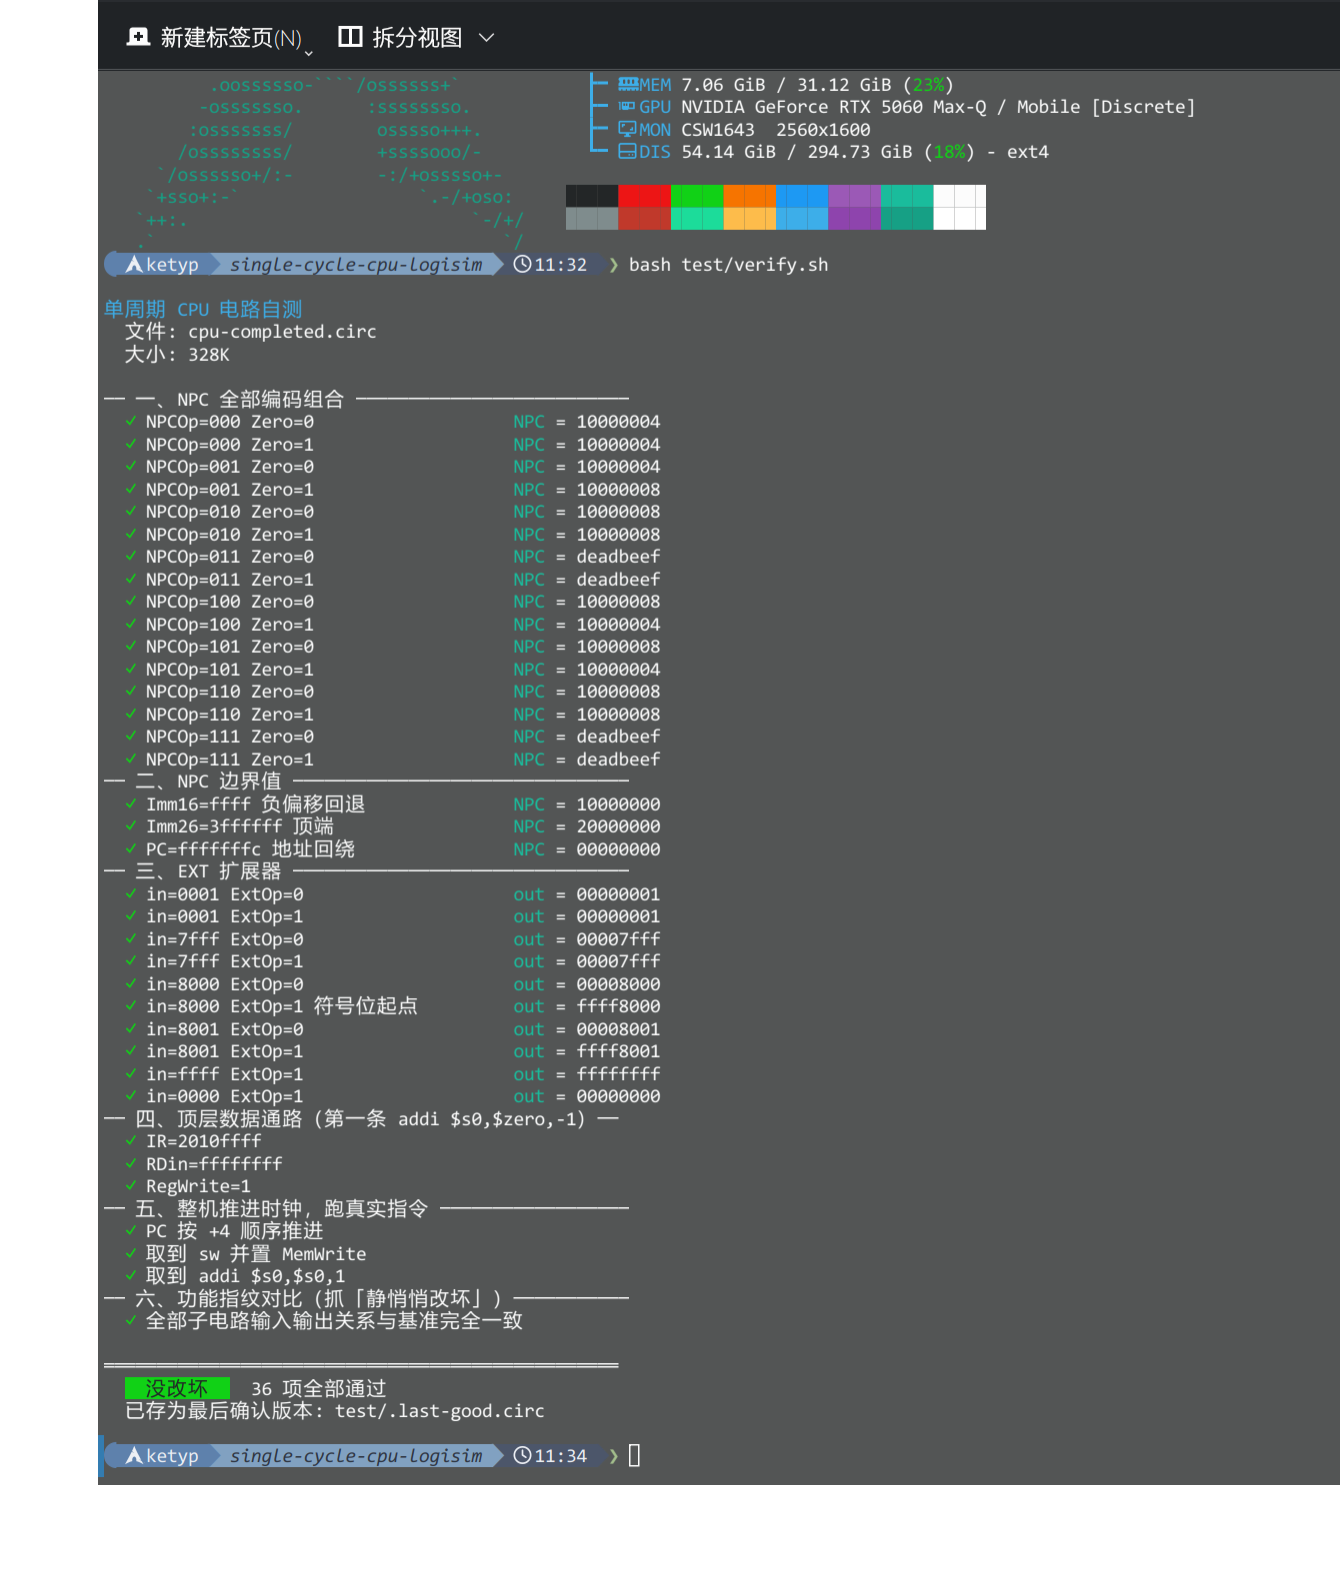 新建标签页(N) 拆分视图
.oossssso-````/ossssss+`
-osssssso. :ssssssso.
:osssssss/ osssso+++.
/ossssssss/ +ssssooo/-
`/ossssso+/:- -:/+osssso+-
`+sso+:-` `.-/+oso:
`++:. `-/+/
.` `/
MEM 7.06 GiB / 31.12 GiB (23%)
GPU NVIDIA GeForce RTX 5060 Max-Q / Mobile [Discrete]
MON CSW1643 2560x1600
DIS 54.14 GiB / 294.73 GiB (18%) - ext4
ketyp single-cycle-cpu-logisim 11:32 ❯ bash test/verify.sh
单周期 CPU 电路自测
文件: cpu-completed.circ
大小: 328K
── 一、NPC 全部编码组合 ──────────────────────────
✓ NPCOp=000 Zero=0 NPC = 10000004
✓ NPCOp=000 Zero=1 NPC = 10000004
✓ NPCOp=001 Zero=0 NPC = 10000004
✓ NPCOp=001 Zero=1 NPC = 10000008
✓ NPCOp=010 Zero=0 NPC = 10000008
✓ NPCOp=010 Zero=1 NPC = 10000008
✓ NPCOp=011 Zero=0 NPC = deadbeef
✓ NPCOp=011 Zero=1 NPC = deadbeef
✓ NPCOp=100 Zero=0 NPC = 10000008
✓ NPCOp=100 Zero=1 NPC = 10000004
✓ NPCOp=101 Zero=0 NPC = 10000008
✓ NPCOp=101 Zero=1 NPC = 10000004
✓ NPCOp=110 Zero=0 NPC = 10000008
✓ NPCOp=110 Zero=1 NPC = 10000008
✓ NPCOp=111 Zero=0 NPC = deadbeef
✓ NPCOp=111 Zero=1 NPC = deadbeef
── 二、NPC 边界值 ────────────────────────────────
✓ Imm16=ffff 负偏移回退 NPC = 10000000
✓ Imm26=3ffffff 顶端 NPC = 20000000
✓ PC=fffffffc 地址回绕 NPC = 00000000
── 三、EXT 扩展器 ────────────────────────────────
✓ in=0001 ExtOp=0 out = 00000001
✓ in=0001 ExtOp=1 out = 00000001
✓ in=7fff ExtOp=0 out = 00007fff
✓ in=7fff ExtOp=1 out = 00007fff
✓ in=8000 ExtOp=0 out = 00008000
✓ in=8000 ExtOp=1 符号位起点 out = ffff8000
✓ in=8001 ExtOp=0 out = 00008001
✓ in=8001 ExtOp=1 out = ffff8001
✓ in=ffff ExtOp=1 out = ffffffff
✓ in=0000 ExtOp=1 out = 00000000
── 四、顶层数据通路 (第一条 addi $s0,$zero,-1) ──
✓ IR=2010ffff
✓ RDin=ffffffff
✓ RegWrite=1
── 五、整机推进时钟，跑真实指令 ──────────────────
✓ PC 按 +4 顺序推进
✓ 取到 sw 并置 MemWrite
✓ 取到 addi $s0,$s0,1
── 六、功能指纹对比 (抓「静悄悄改坏」) ───────────
✓ 全部子电路输入输出关系与基准完全一致
═════════════════════════════════════════════════
没改坏 36 项全部通过
已存为最后确认版本: test/.last-good.circ
ketyp single-cycle-cpu-logisim 11:34 ❯